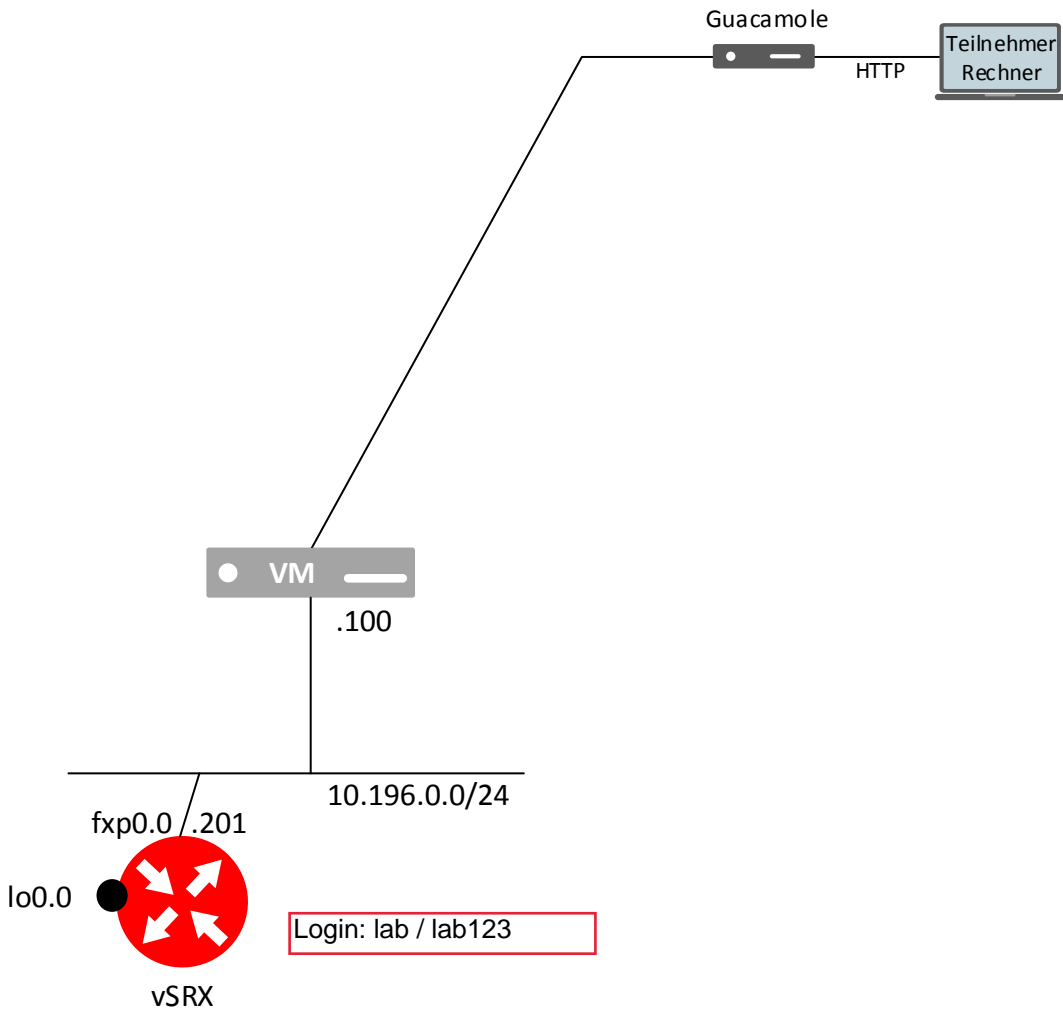 Guacamole
Teilnehmer
Rechner
HTTP
VM
.100
10.196.0.0/24
fxp0.0
.201
lo0.0
Login: lab / lab123
vSRX